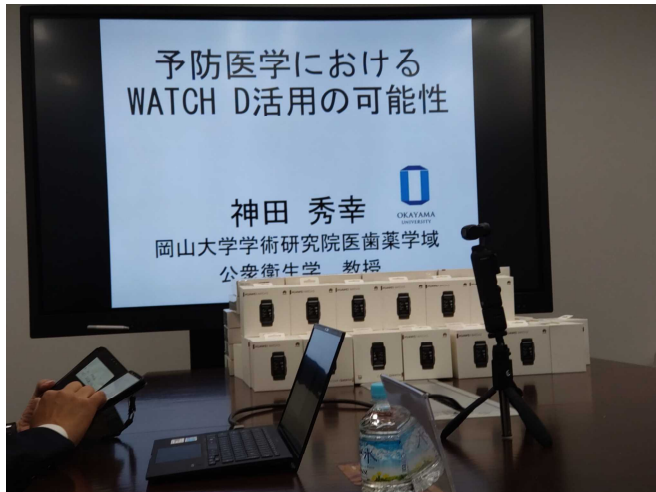 予防医学における
WATCH D活用の可能性
神田 秀幸
OKAYAMA
UNIVERSITY
岡山大学学術研究院医歯薬学域
公衆衛生学 教授